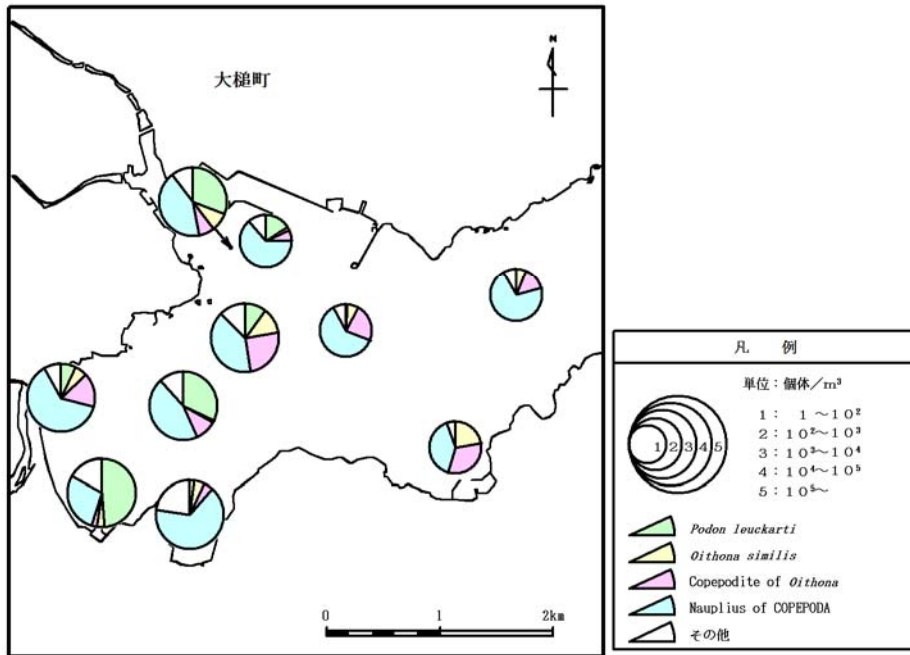 大槌町
N
0 1 2km
凡 例
単位：個体／m³
1： 1 ～10²
2：10²～10³
3：10³～10⁴
4：10⁴～10⁵
5：10⁵～
1 2 3 4 5
Podon leuckarti
Oithona similis
Copepodite of Oithona
Nauplius of COPEPODA
その他